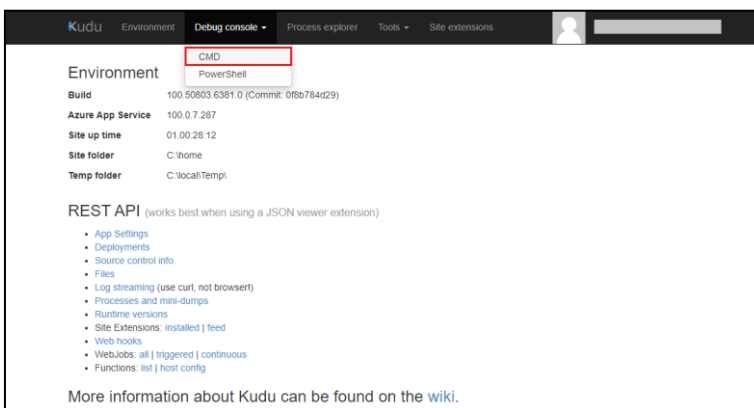 Kudu Environment Debug console Process explorer Tools Site extensions
CMD
PowerShell
Environment
Build 100.50803.6381.0 (Commit: 0f8b784d29)
Azure App Service 100.0.7.287
Site up time 01.00:28:12
Site folder C:\home
Temp folder C:\local\Temp\
REST API (works best when using a JSON viewer extension)
• App Settings
• Deployments
• Source control info
• Files
• Log streaming (use curl, not browser!)
• Processes and mini-dumps
• Runtime versions
• Site Extensions: installed | feed
• Web hooks
• WebJobs: all | triggered | continuous
• Functions: list | host config
More information about Kudu can be found on the wiki.